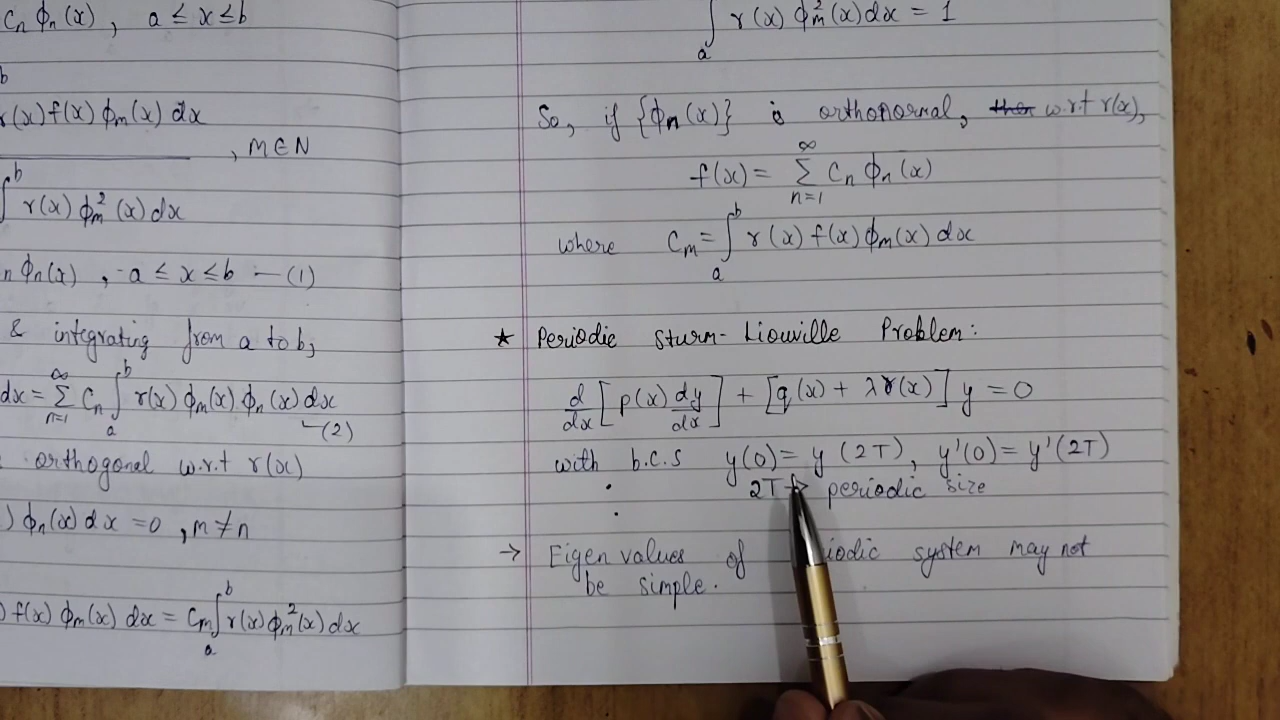 Cn ϕn(x) , a ≤ x ≤ b
b
r(x) f(x) ϕm(x) dx
, m ∈ N
∫ b r(x) ϕm²(x) dx
n ϕn(x) , a ≤ x ≤ b — (1)
& integrating from a to b,
dx = ∞ Σ n=1 Cn ∫ b a r(x) ϕm(x) ϕn(x) dx
— (2)
orthogonal w.r.t r(x)
) ϕn(x) dx = 0 , m ≠ n
) f(x) ϕm(x) dx = Cm ∫ b a r(x) ϕm²(x) dx
∫ a r(x) ϕm²(x) dx = 1
So, if {ϕn(x)} is orthonormal, then w.r.t r(x),
f(x) = ∞ Σ n=1 Cn ϕn(x)
where Cm = ∫ b a r(x) f(x) ϕm(x) dx
★ Periodic Sturm-Liouville Problem:
d/dx [ p(x) dy/dx ] + [ q(x) + λr(x) ] y = 0
with b.c.s y(0) = y(2T), y'(0) = y'(2T)
2T → periodic size
→ Eigen values of iodic system may not
be simple.